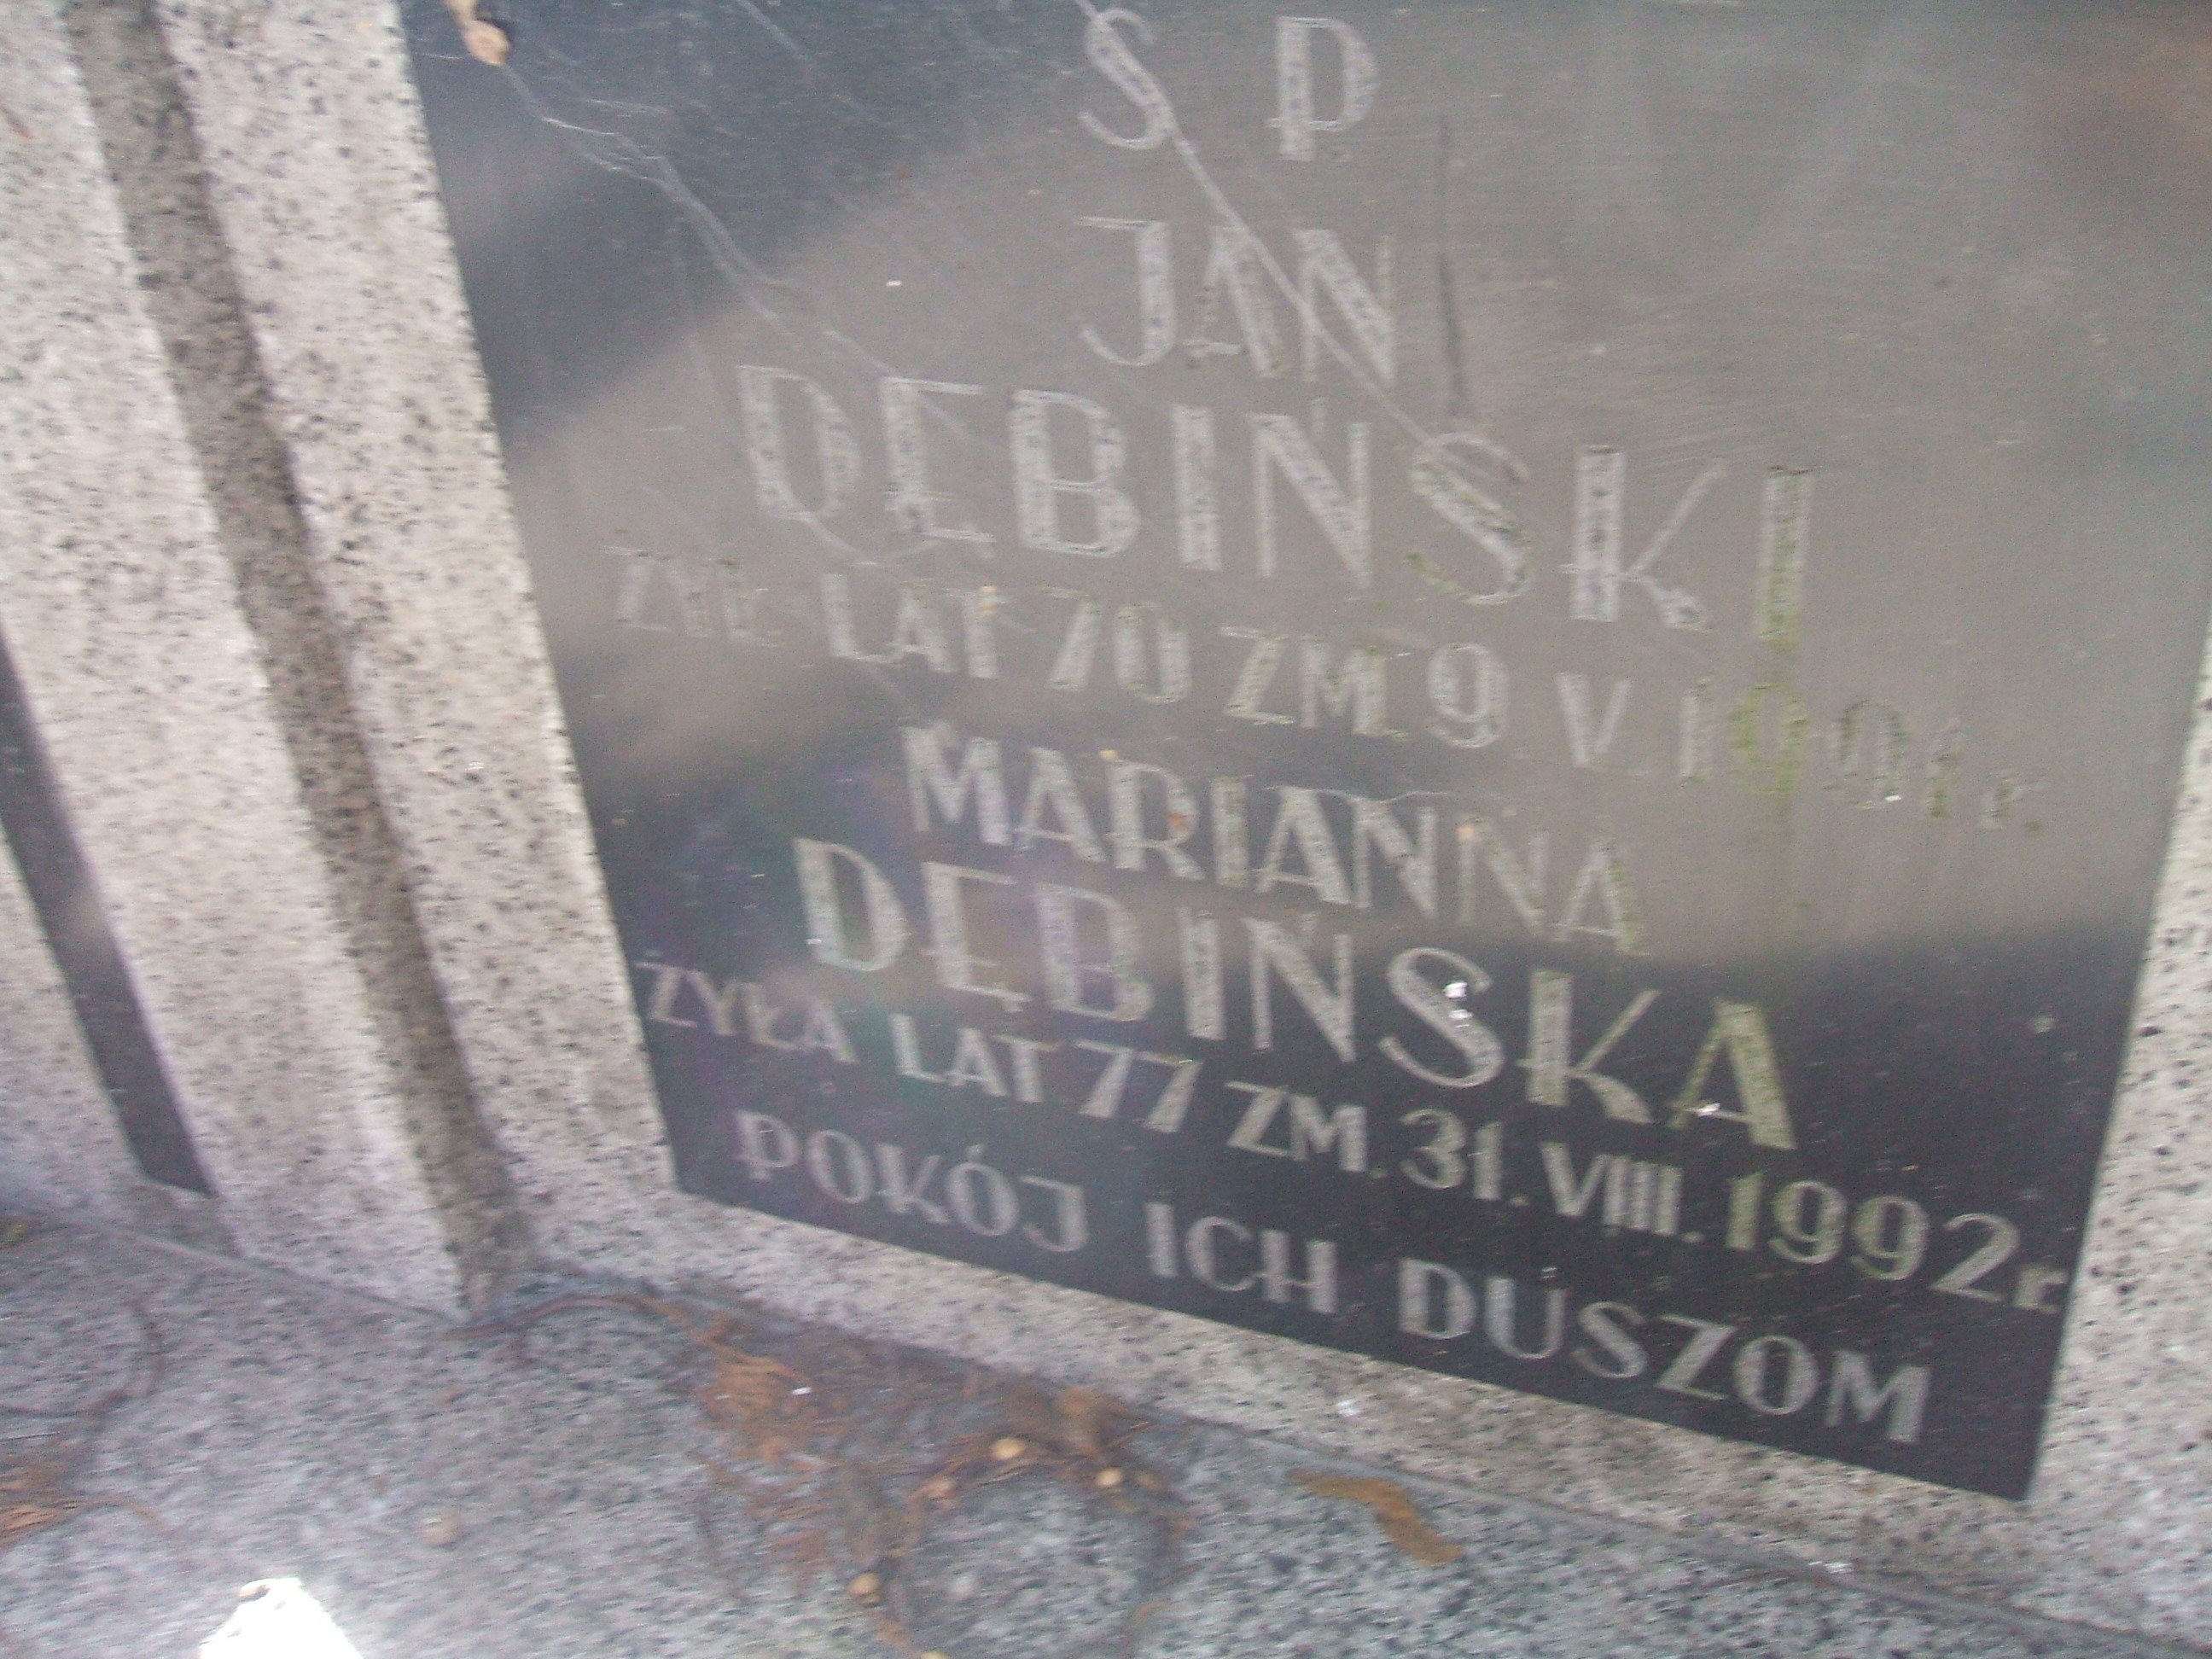 S P
JAN
DĘBIŃSKI
ŻYŁ LAT 70 ZM. 9 V
MARIANNA
DĘBIŃSKA
ŻYŁA LAT 77 ZM. 31. VIII. 1992r.
POKÓJ ICH DUSZOM